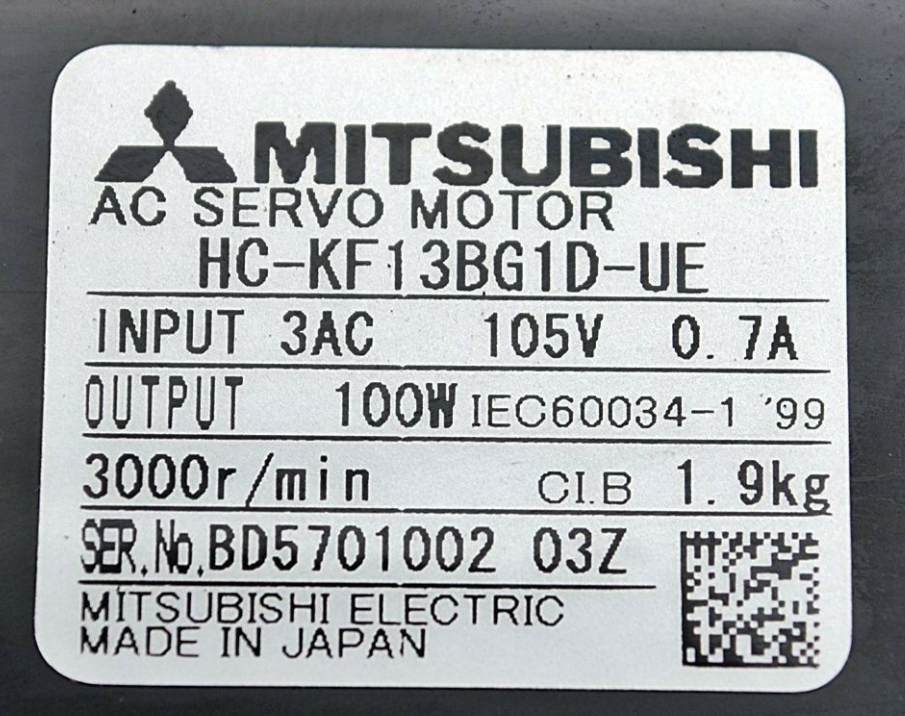 MITSUBISHI
AC SERVO MOTOR
HC-KF13BG1D-UE
INPUT 3AC 105V 0.7A
OUTPUT 100W IEC60034-1 '99
3000r/min CI.B 1.9kg
SER.No.BD5701002 03Z
MITSUBISHI ELECTRIC
MADE IN JAPAN